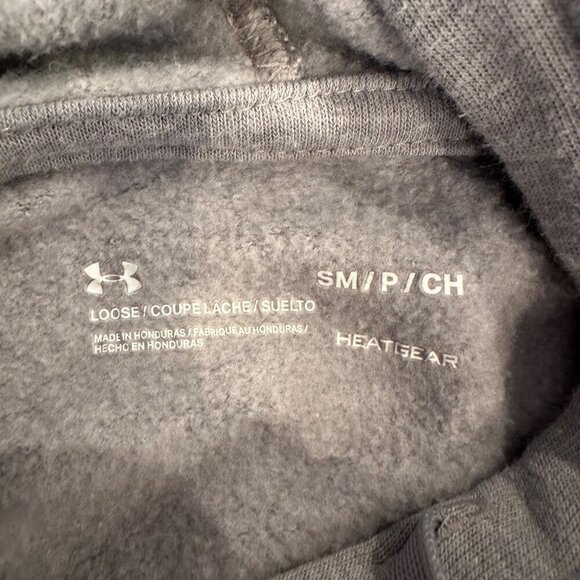 LOOSE / COUPE LÂCHE / SUELTO
MADE IN HONDURAS / FABRIQUÉ AU HONDURAS /
HECHO EN HONDURAS
SM / P / CH
HEATGEAR